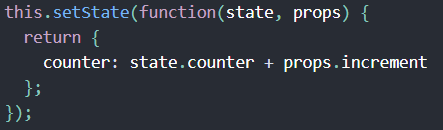 this.setState(function(state, props) {
  return {
    counter: state.counter + props.increment
  };
});